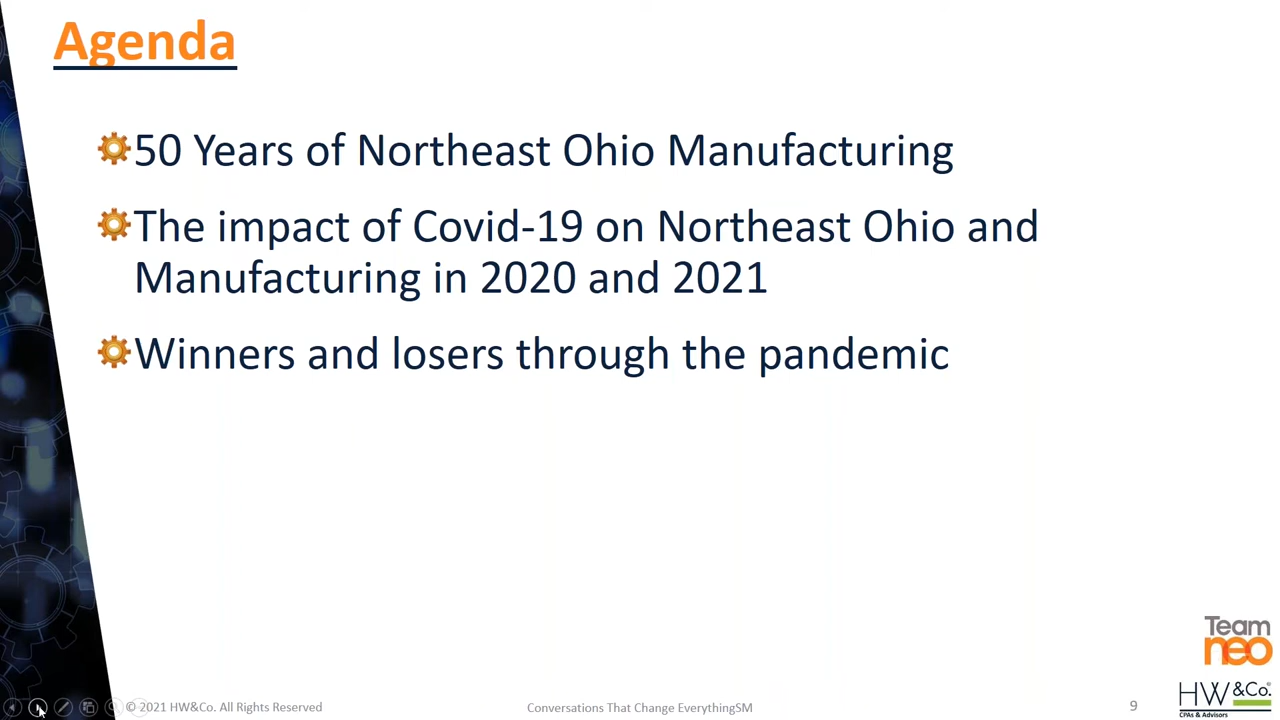 Agenda
50 Years of Northeast Ohio Manufacturing
The impact of Covid-19 on Northeast Ohio and
Manufacturing in 2020 and 2021
Winners and losers through the pandemic
Team
neo
HW&Co.®
CPAs & Advisors
© 2021 HW&Co. All Rights Reserved
Conversations That Change EverythingSM
9